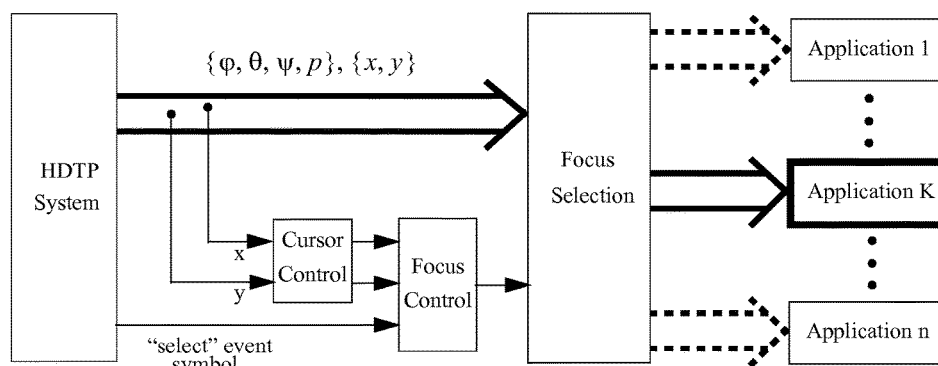 {φ, θ, ψ, p}, {x, y}
HDTP
System
x
y
Cursor
Control
Focus
Control
"select" event
symbol
Focus
Selection
Application 1
Application K
Application n